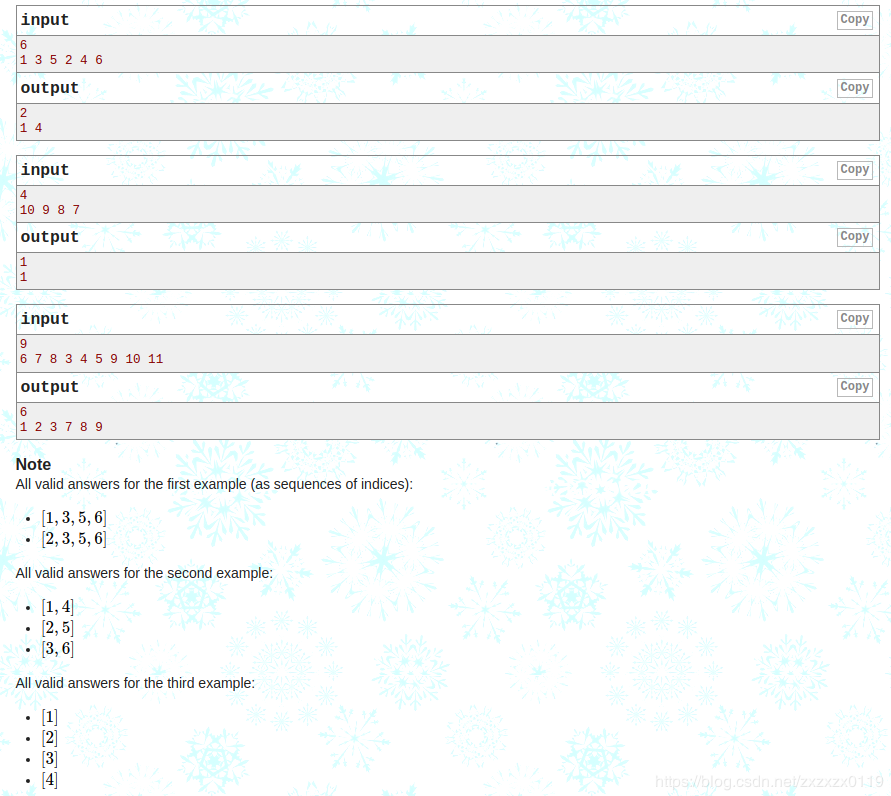 input
Copy
6
1 3 5 2 4 6
output
Copy
2
1 4
input
Copy
4
10 9 8 7
output
Copy
1
1
input
Copy
9
6 7 8 3 4 5 9 10 11
output
Copy
6
1 2 3 7 8 9
Note
All valid answers for the first example (as sequences of indices):
• [1, 3, 5, 6]
• [2, 3, 5, 6]
All valid answers for the second example:
• [1, 4]
• [2, 5]
• [3, 6]
All valid answers for the third example:
• [1]
• [2]
• [3]
• [4]
https://blog.csdn.net/zxzxzx0119